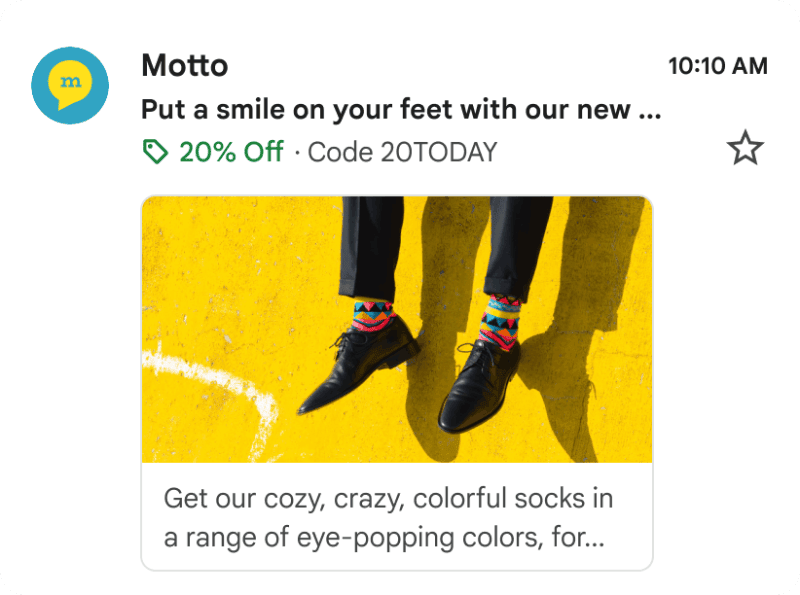 m
Motto
10:10 AM
Put a smile on your feet with our new ...
20% Off · Code 20TODAY
Get our cozy, crazy, colorful socks in
a range of eye-popping colors, for...